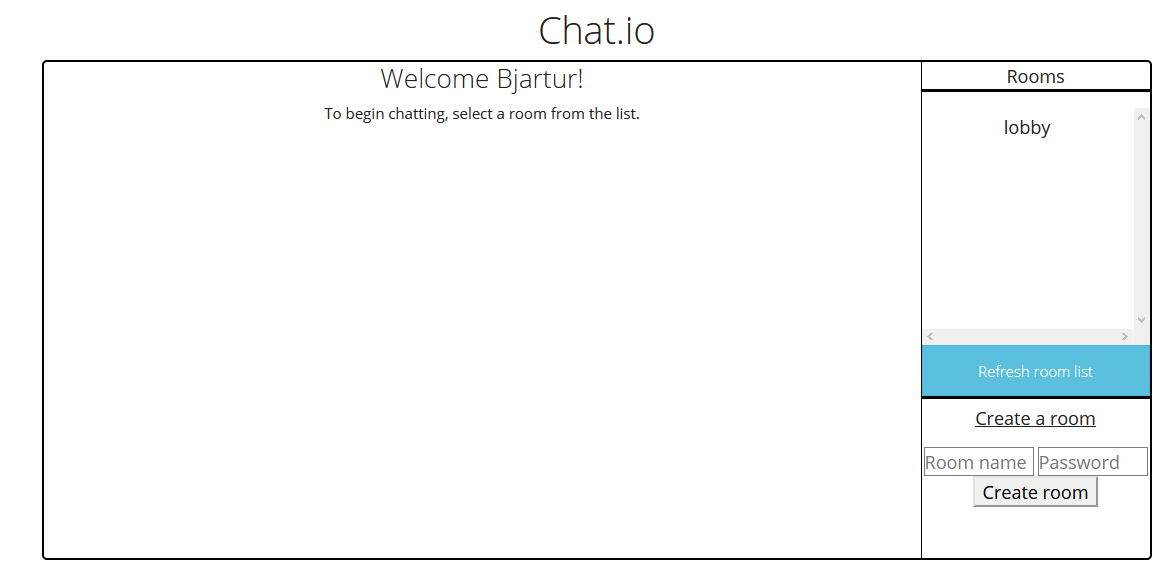 Chat.io
Welcome Bjartur!
To begin chatting, select a room from the list.
Rooms
lobby
Refresh room list
Create a room
Room name Password
Create room